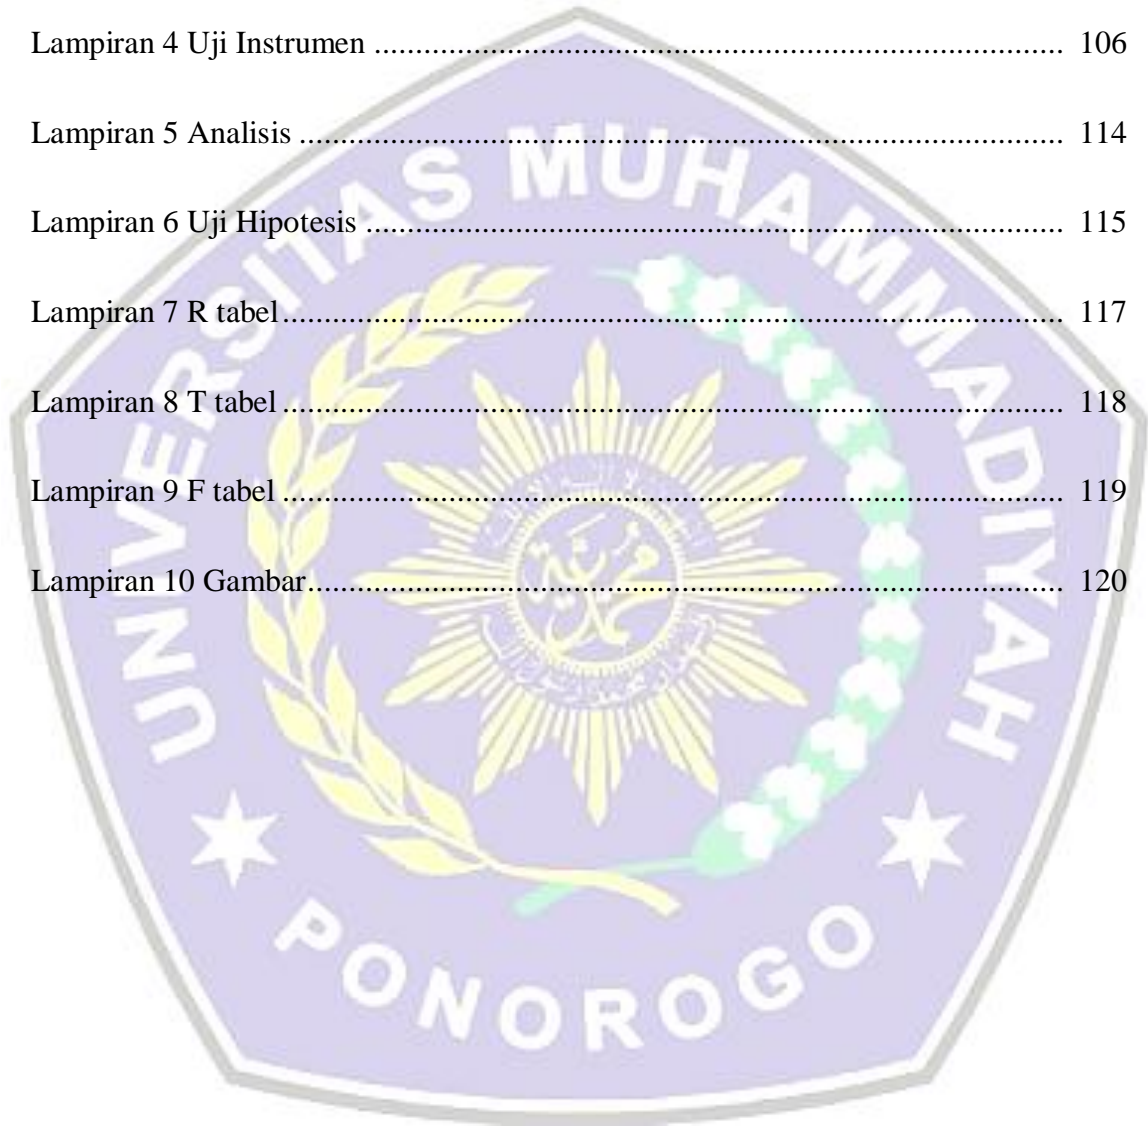 Lampiran 4 Uji Instrumen ........................................................................................ 106
Lampiran 5 Analisis ................................................................................................. 114
Lampiran 6 Uji Hipotesis ......................................................................................... 115
Lampiran 7 R tabel ................................................................................................... 117
Lampiran 8 T tabel ................................................................................................... 118
Lampiran 9 F tabel ................................................................................................... 119
Lampiran 10 Gambar ................................................................................................ 120
UNIVERSITAS MUHAMMADIYAH
PONOROGO
محمدية